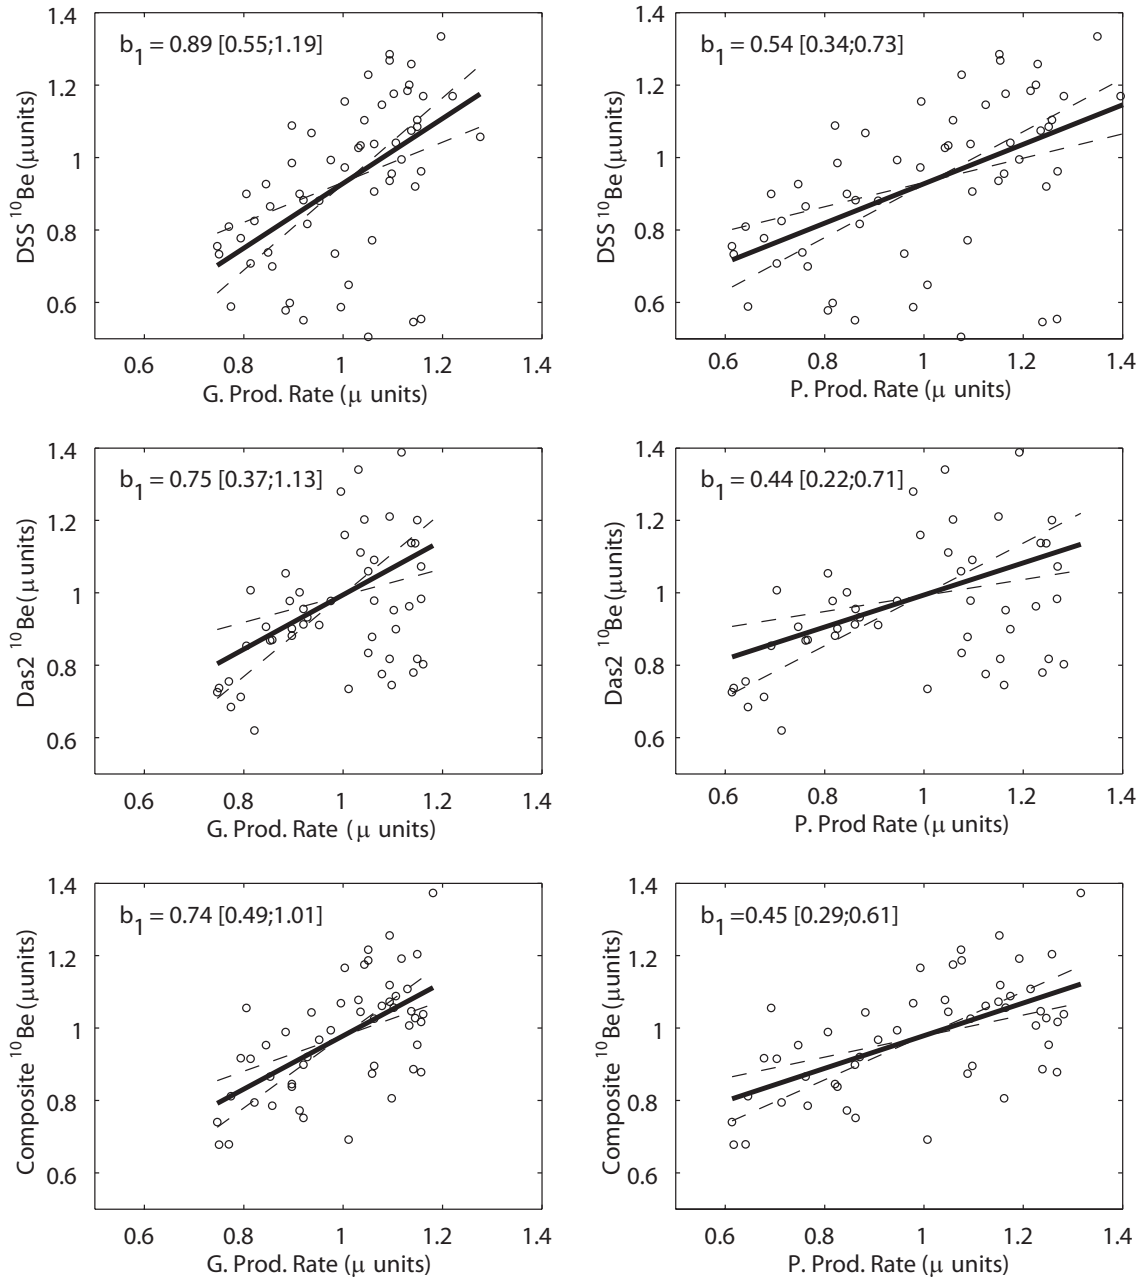 1.4
b1 = 0.89 [0.55;1.19]
1.2
1
0.8
0.6
DSS 10Be (μunits)
0.6 0.8 1 1.2 1.4
G. Prod. Rate (μ units)
1.4
b1 = 0.54 [0.34;0.73]
1.2
1
0.8
0.6
DSS 10Be (μunits)
0.6 0.8 1 1.2 1.4
P. Prod. Rate (μ units)
1.4
b1 = 0.75 [0.37;1.13]
1.2
1
0.8
0.6
Das2 10Be (μunits)
0.6 0.8 1 1.2 1.4
G. Prod. Rate (μ units)
1.4
b1 = 0.44 [0.22;0.71]
1.2
1
0.8
0.6
Das2 10Be (μunits)
0.6 0.8 1 1.2 1.4
P. Prod Rate (μ units)
1.4
b1 = 0.74 [0.49;1.01]
1.2
1
0.8
0.6
Composite 10Be (μunits)
0.6 0.8 1 1.2 1.4
G. Prod. Rate (μ units)
1.4
b1 =0.45 [0.29;0.61]
1.2
1
0.8
0.6
Composite 10Be (μunits)
0.6 0.8 1 1.2 1.4
P. Prod. Rate (μ units)